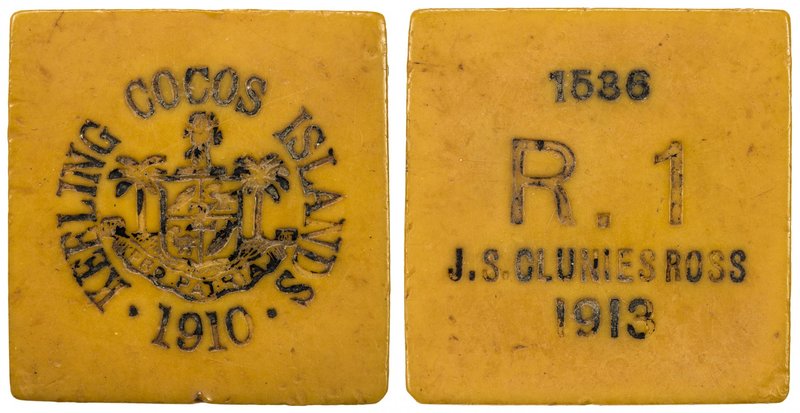 KEELING COCOS ISLANDS
· 1910 ·
1536
R. 1
J.S. CLUNIES ROSS
1913